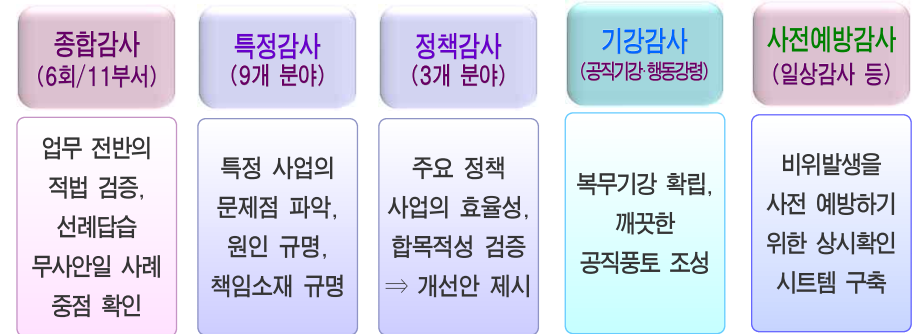 종합감사
(6회/11부서)
업무 전반의
적법 검증,
선례답습
무사안일 사례
중점 확인
특정감사
(9개 분야)
특정 사업의
문제점 파악,
원인 규명,
책임소재 규명
정책감사
(3개 분야)
주요 정책
사업의 효율성,
합목적성 검증
⇒ 개선안 제시
기강감사
(공직기강·행동강령)
복무기강 확립,
깨끗한
공직풍토 조성
사전예방감사
(일상감사 등)
비위발생을
사전 예방하기
위한 상시확인
시트템 구축